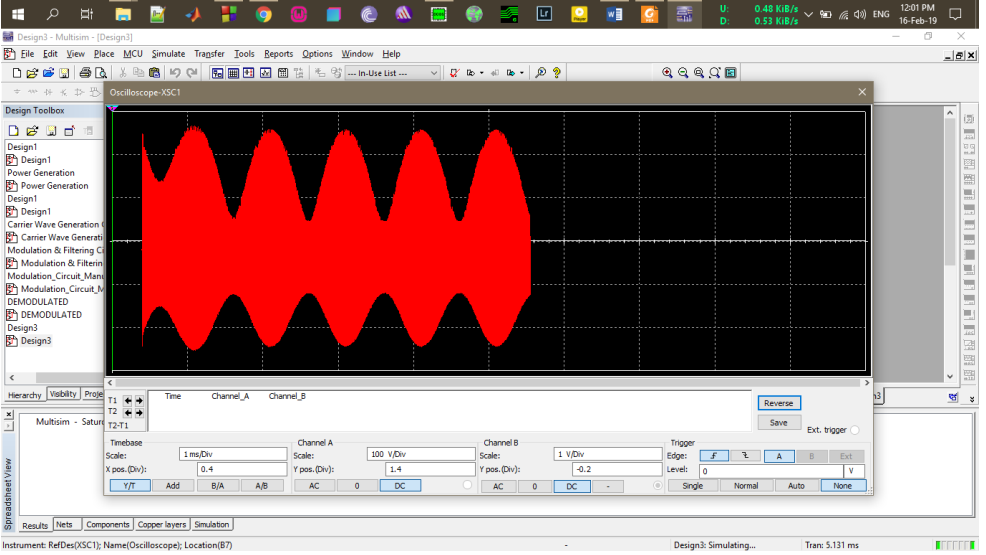 Lr
U: 0.48 KiB/s
D: 0.53 KiB/s
ENG
12:01 PM
16-Feb-19
Design3 - Multisim - [Design3]
File Edit View Place MCU Simulate Transfer Tools Reports Options Window Help
--- In-Use List ---
Oscilloscope-XSC1
Design Toolbox
Design1
Design1
Power Generation
Power Generation
Design1
Design1
Carrier Wave Generation
Carrier Wave Generati
Modulation & Filtering Ci
Modulation & Filterin
Modulation_Circuit_Manu
Modulation_Circuit_M
DEMODULATED
DEMODULATED
Design3
Design3
Hierarchy Visibility Proje
n3
T1
T2
T2-T1
Time Channel_A Channel_B
Reverse
Save
Ext. trigger
Multisim - Satur
Timebase
Scale: 1 ms/Div
X pos.(Div): 0.4
Y/T Add B/A A/B
Channel A
Scale: 100 V/Div
Y pos.(Div): 1.4
AC 0 DC
Channel B
Scale: 1 V/Div
Y pos.(Div): -0.2
AC 0 DC -
Trigger
Edge: A B Ext
Level: 0 V
Single Normal Auto None
Spreadsheet View
Results Nets Components Copper layers Simulation
Instrument: RefDes(XSC1); Name(Oscilloscope); Location(B7)
-
Design3: Simulating...
Tran: 5.131 ms